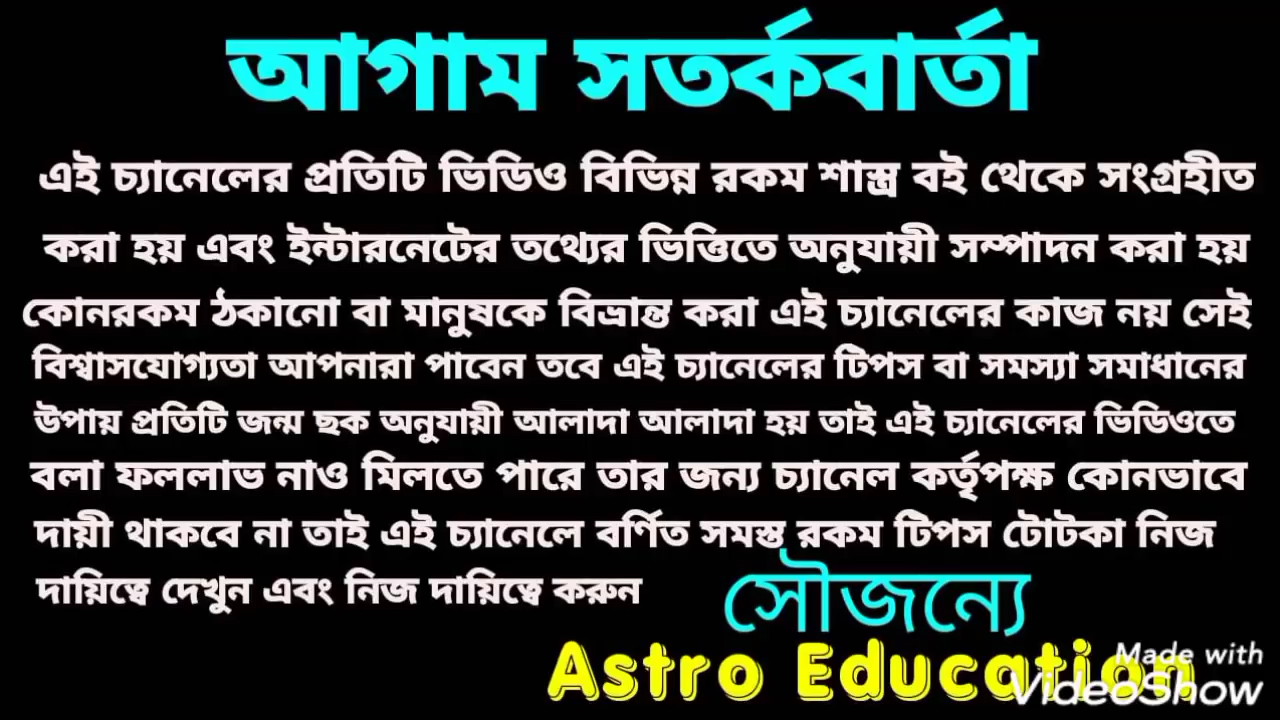 আগাম সতর্কবার্তা
এই চ্যানেলের প্রতিটি ভিডিও বিভিন্ন রকম শাস্ত্র বই থেকে সংগ্রহীত
করা হয় এবং ইন্টারনেটের তথ্যের ভিত্তিতে অনুযায়ী সম্পাদন করা হয়
কোনরকম ঠকানো বা মানুষকে বিভ্রান্ত করা এই চ্যানেলের কাজ নয় সেই
বিশ্বাসযোগ্যতা আপনারা পাবেন তবে এই চ্যানেলের টিপস বা সমস্যা সমাধানের
উপায় প্রতিটি জন্ম ছক অনুযায়ী আলাদা আলাদা হয় তাই এই চ্যানেলের ভিডিওতে
বলা ফললাভ নাও মিলতে পারে তার জন্য চ্যানেল কর্তৃপক্ষ কোনভাবে
দায়ী থাকবে না তাই এই চ্যানেলে বর্ণিত সমস্ত রকম টিপস টোটকা নিজ
দায়িত্বে দেখুন এবং নিজ দায়িত্বে করুন
সৌজন্যে
Astro Education
Made with
VideoShow